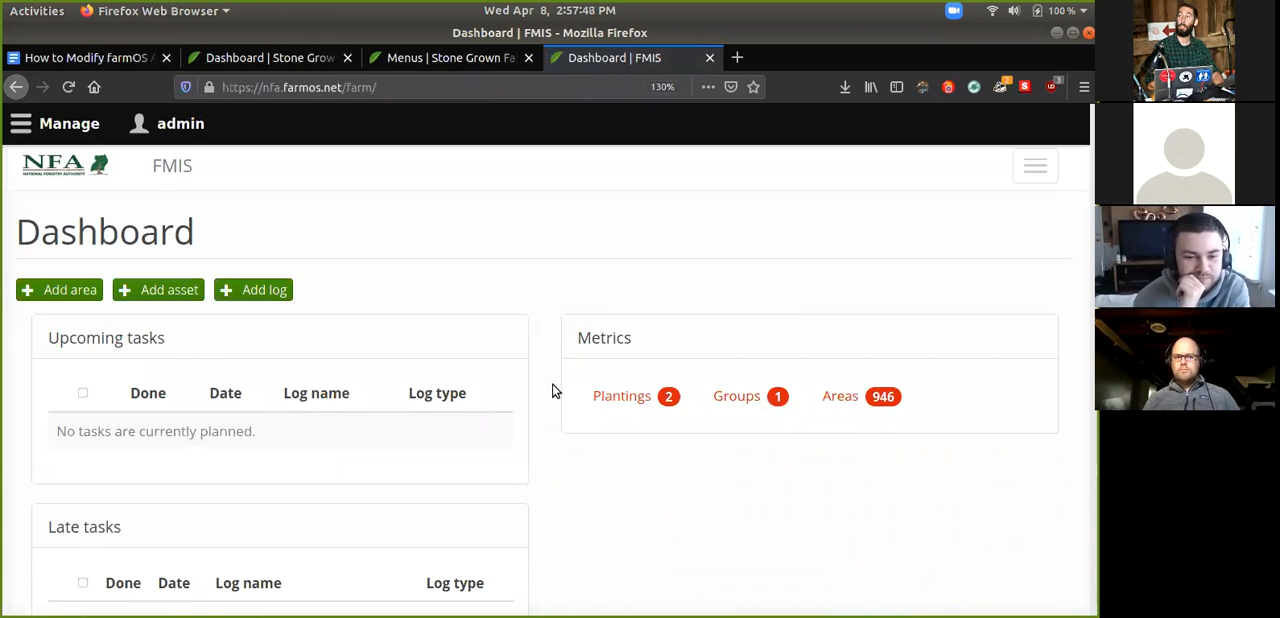 Activities Firefox Web Browser Wed Apr 8, 2:57:48 PM 100 %
Dashboard | FMIS - Mozilla Firefox
How to Modify farmOS A Dashboard | Stone Grow Menus | Stone Grown Fa Dashboard | FMIS
https://nfa.farmos.net/farm/ 130%
Manage admin
NFA FMIS
NATIONAL FORESTRY AUTHORITY
Dashboard
Add area Add asset Add log
Upcoming tasks Metrics
Done Date Log name Log type
Plantings 2 Groups 1 Areas 946
No tasks are currently planned.
Late tasks
Done Date Log name Log type